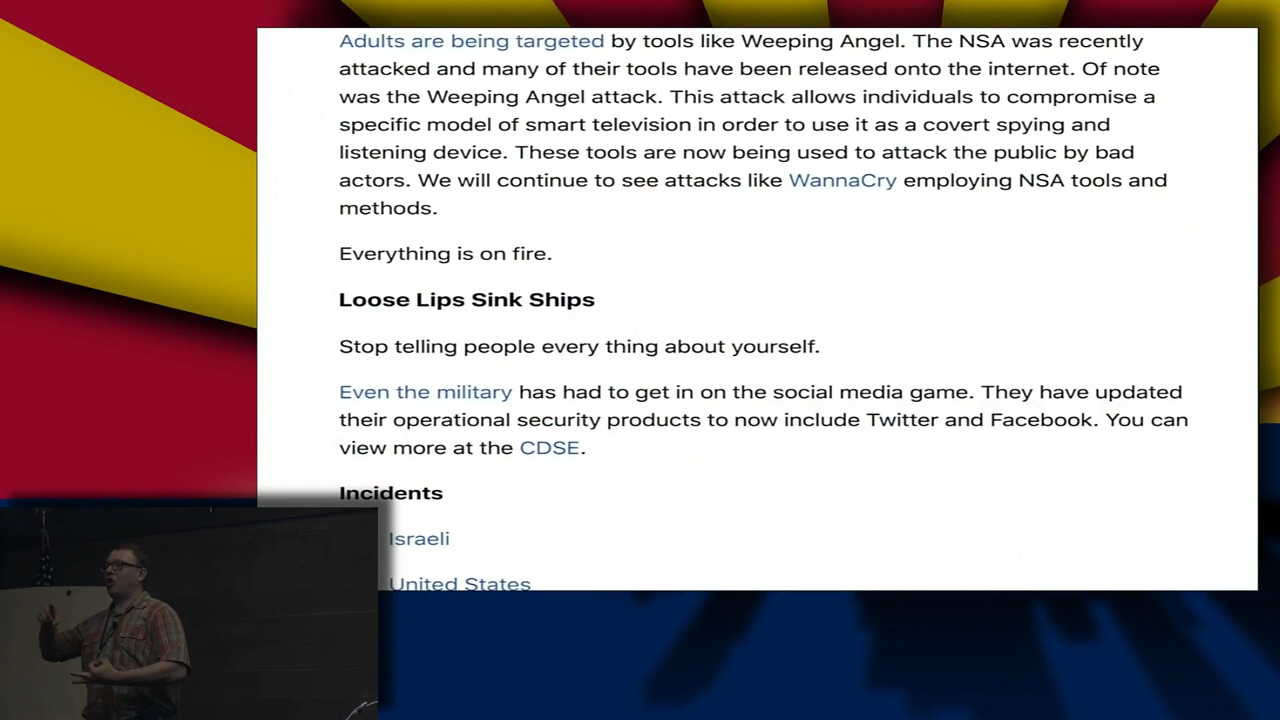 Adults are being targeted by tools like Weeping Angel. The NSA was recently
attacked and many of their tools have been released onto the internet. Of note
was the Weeping Angel attack. This attack allows individuals to compromise a
specific model of smart television in order to use it as a covert spying and
listening device. These tools are now being used to attack the public by bad
actors. We will continue to see attacks like WannaCry employing NSA tools and
methods.
Everything is on fire.
Loose Lips Sink Ships
Stop telling people every thing about yourself.
Even the military has had to get in on the social media game. They have updated
their operational security products to now include Twitter and Facebook. You can
view more at the CDSE.
Incidents
Israeli
United States